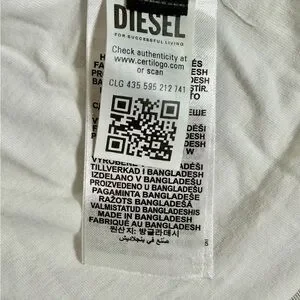 DIESEL
FOR SUCCESSFUL LIVING
Check authenticity at
www.certilogo.com
or scan
CLG 435 595 212 741
VYROBENÉ V BANGLADÉŠI
TILLVERKAD I BANGLADESH
IZDELANO V BANGLADEŠU
PROIZVEDENO U BANGLADEŠU
PAGAMINTA BANGLADEŠE
RAŽOTS BANGLADEŠĀ
VALMISTATUD BANGLADESHIS
MADE IN BANGLADESH
FABRIQUÉ AU BANGLADESH
원산지: 방글라데시
صنع في بنجلاديش